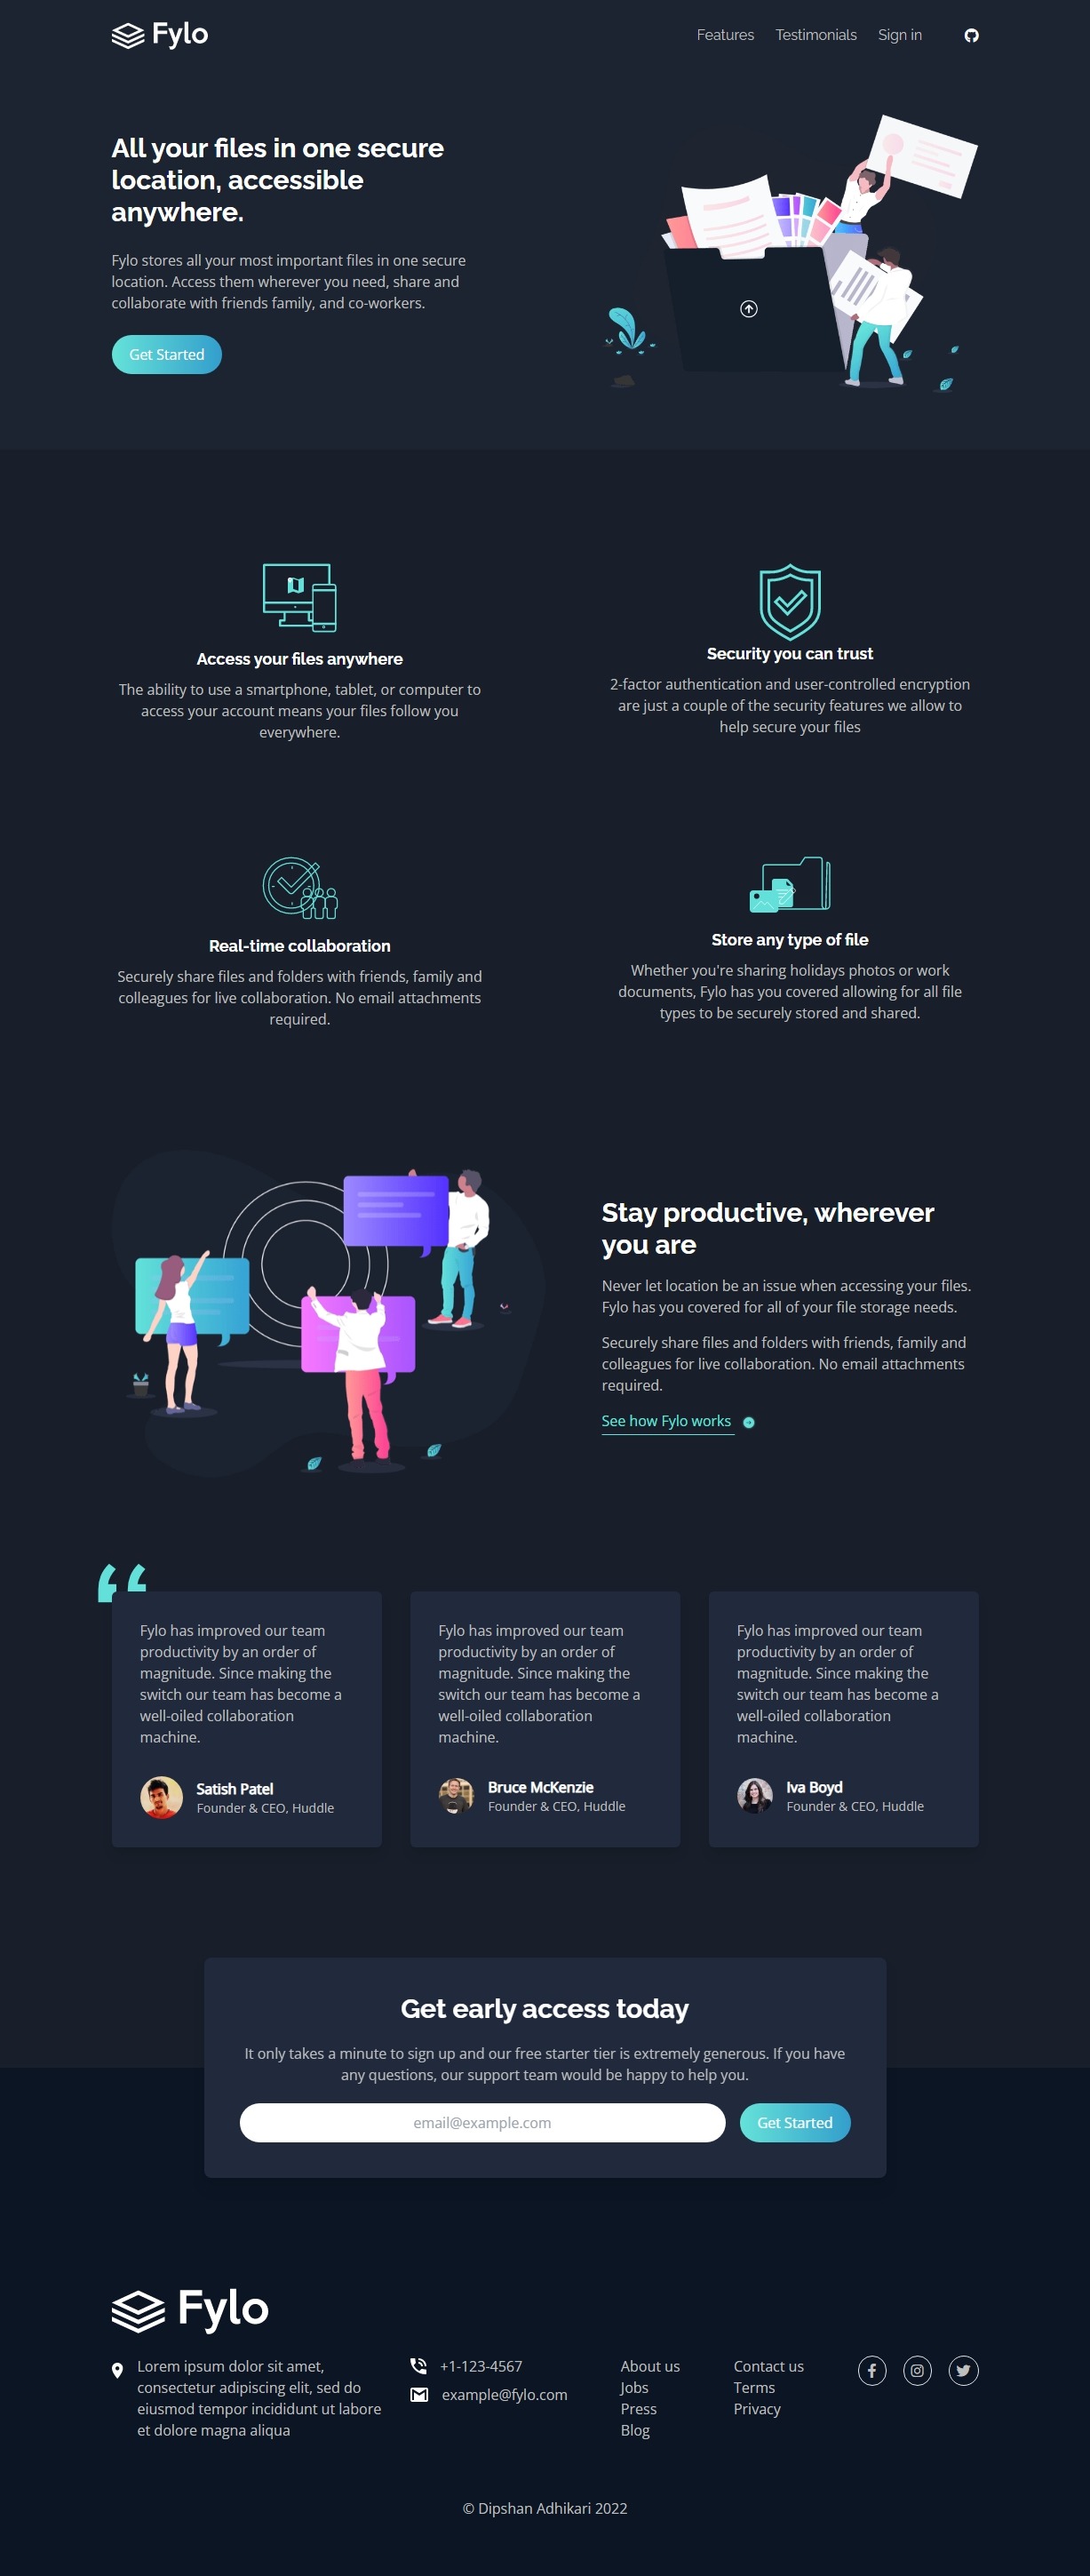 Fylo
Features Testimonials Sign in
All your files in one secure
location, accessible
anywhere.
Fylo stores all your most important files in one secure
location. Access them wherever you need, share and
collaborate with friends family, and co-workers.
Get Started
Access your files anywhere
The ability to use a smartphone, tablet, or computer to
access your account means your files follow you
everywhere.
Security you can trust
2-factor authentication and user-controlled encryption
are just a couple of the security features we allow to
help secure your files
Real-time collaboration
Securely share files and folders with friends, family and
colleagues for live collaboration. No email attachments
required.
Store any type of file
Whether you're sharing holidays photos or work
documents, Fylo has you covered allowing for all file
types to be securely stored and shared.
Stay productive, wherever
you are
Never let location be an issue when accessing your files.
Fylo has you covered for all of your file storage needs.
Securely share files and folders with friends, family and
colleagues for live collaboration. No email attachments
required.
See how Fylo works
Fylo has improved our team
productivity by an order of
magnitude. Since making the
switch our team has become a
well-oiled collaboration
machine.
Satish Patel
Founder & CEO, Huddle
Fylo has improved our team
productivity by an order of
magnitude. Since making the
switch our team has become a
well-oiled collaboration
machine.
Bruce McKenzie
Founder & CEO, Huddle
Fylo has improved our team
productivity by an order of
magnitude. Since making the
switch our team has become a
well-oiled collaboration
machine.
Iva Boyd
Founder & CEO, Huddle
Get early access today
It only takes a minute to sign up and our free starter tier is extremely generous. If you have
any questions, our support team would be happy to help you.
email@example.com
Get Started
Fylo
Lorem ipsum dolor sit amet,
consectetur adipiscing elit, sed do
eiusmod tempor incididunt ut labore
et dolore magna aliqua
+1-123-4567
example@fylo.com
About us
Jobs
Press
Blog
Contact us
Terms
Privacy
© Dipshan Adhikari 2022